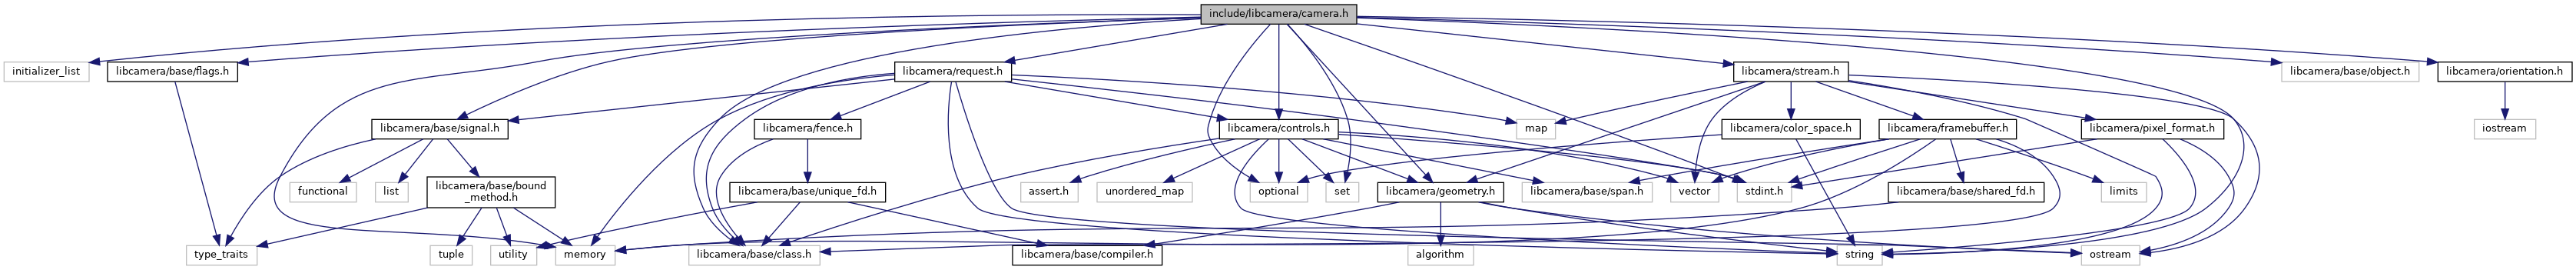 include/libcamera/camera.h
initializer_list
libcamera/base/flags.h
libcamera/request.h
libcamera/stream.h
libcamera/base/object.h
libcamera/orientation.h
libcamera/base/signal.h
libcamera/fence.h
libcamera/controls.h
map
libcamera/color_space.h
libcamera/framebuffer.h
libcamera/pixel_format.h
iostream
functional
list
libcamera/base/bound
_method.h
libcamera/base/unique_fd.h
assert.h
unordered_map
optional
set
libcamera/geometry.h
libcamera/base/span.h
vector
stdint.h
libcamera/base/shared_fd.h
limits
type_traits
tuple
utility
memory
libcamera/base/class.h
libcamera/base/compiler.h
algorithm
string
ostream